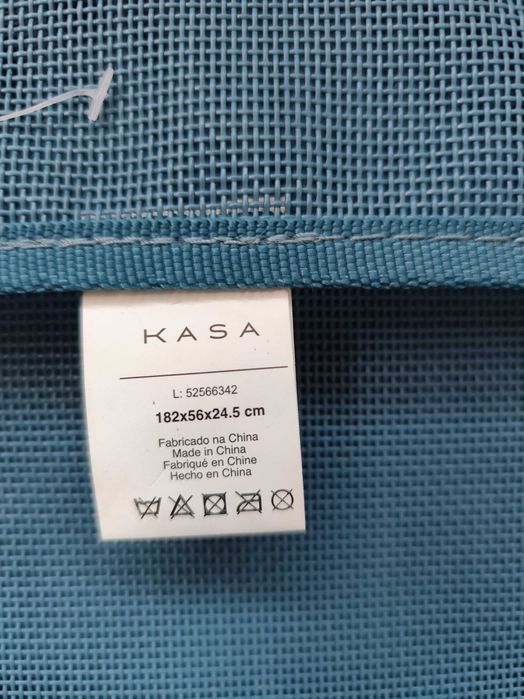 KASA
L: 52566342
182x56x24.5 cm
Fabricado na China
Made in China
Fabriqué en Chine
Hecho en China